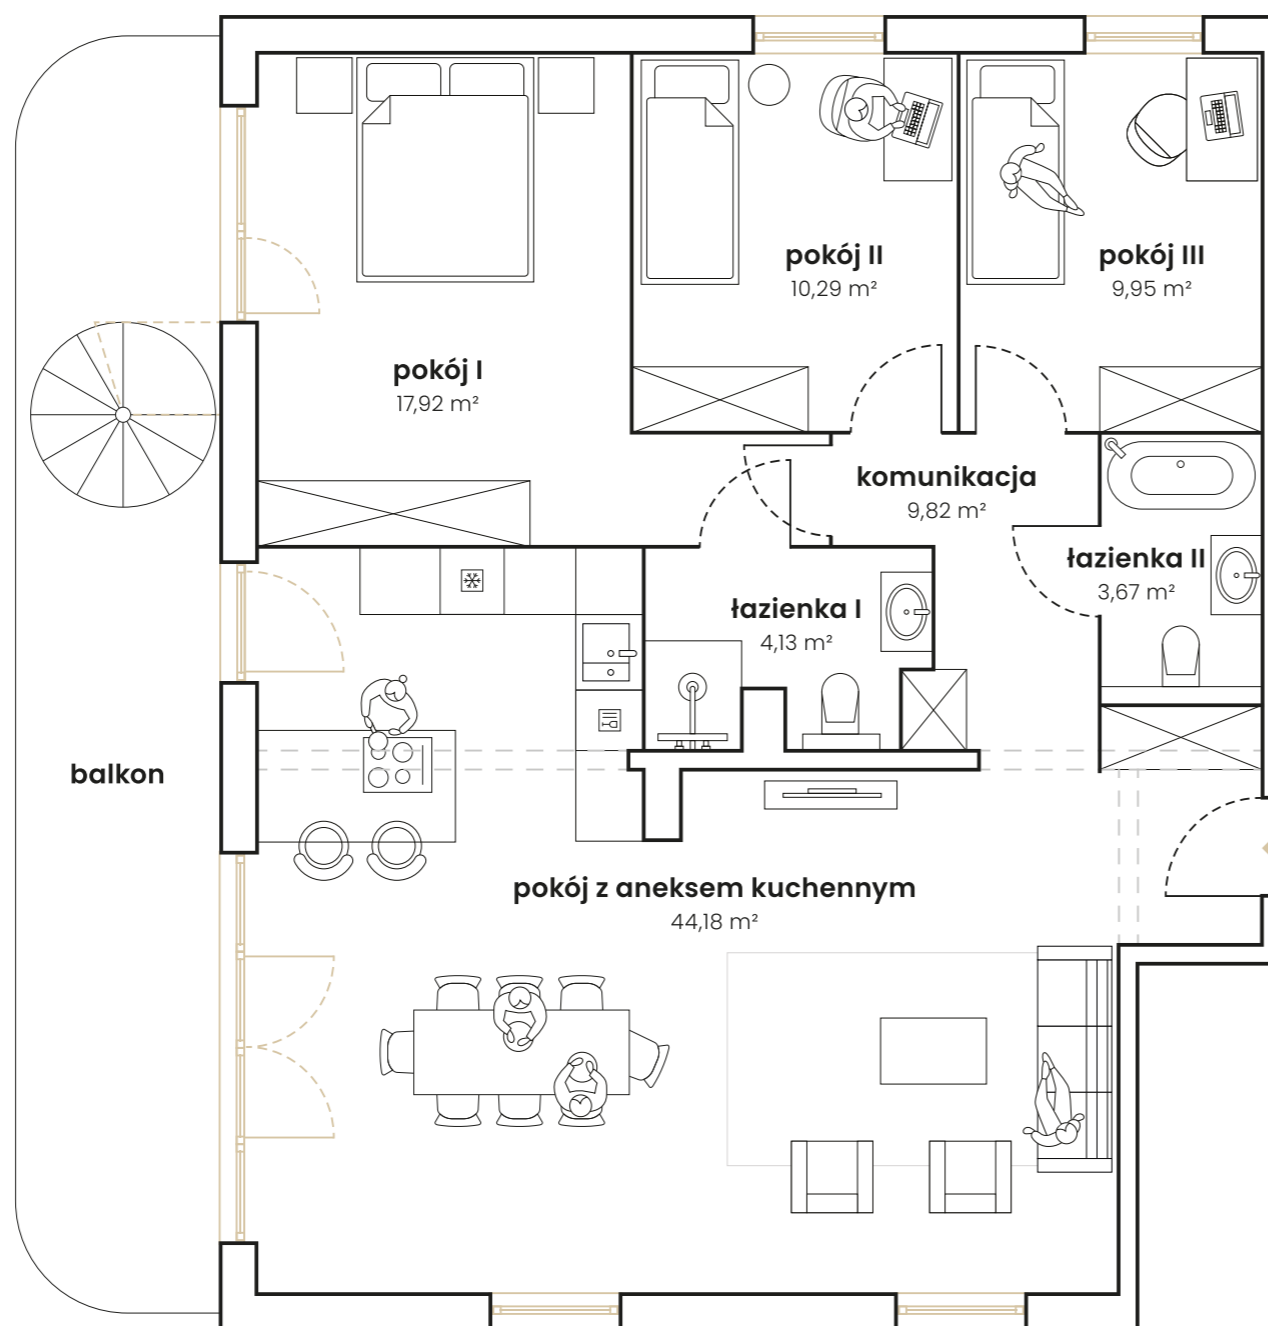 pokój II
10,29 m²
pokój III
9,95 m²
pokój I
17,92 m²
komunikacja
9,82 m²
łazienka II
3,67 m²
łazienka I
4,13 m²
balkon
pokój z aneksem kuchennym
44,18 m²